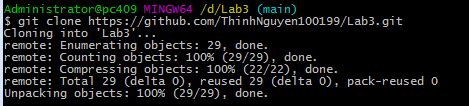 Administrator@pc409 MINGW64 /d/Lab3 (main)
$ git clone https://github.com/ThinhNguyen100199/Lab3.git
Cloning into 'Lab3'...
remote: Enumerating objects: 29, done.
remote: Counting objects: 100% (29/29), done.
remote: Compressing objects: 100% (22/22), done.
remote: Total 29 (delta 0), reused 29 (delta 0), pack-reused 0
Unpacking objects: 100% (29/29), done.